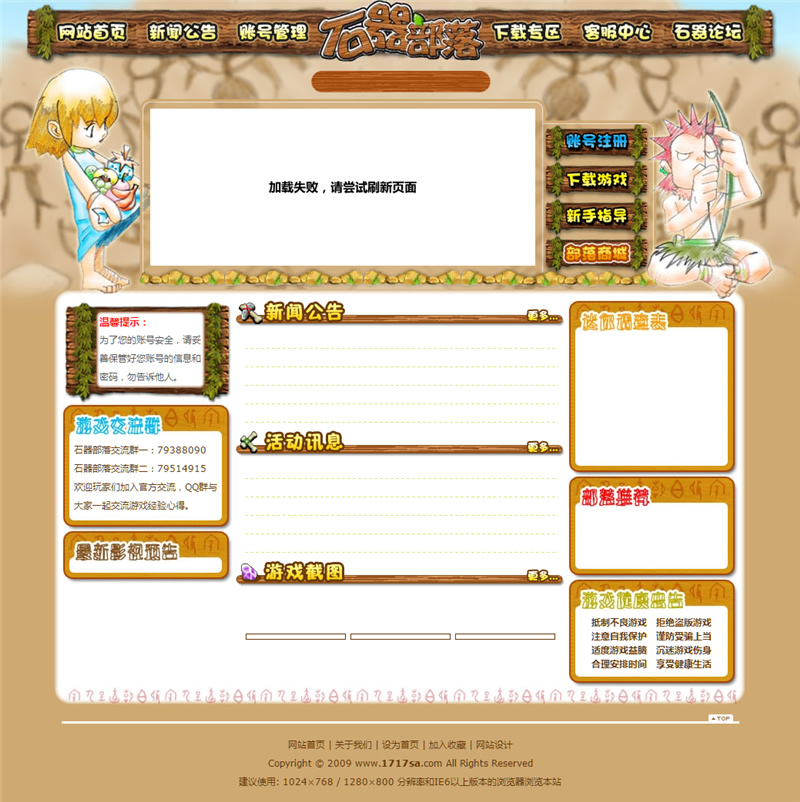 网站首页 新闻公告 账号管理 石器部落 下载专区 客服中心 石器论坛
账号注册
加载失败，请尝试刷新页面
下载游戏
新手指导
部落商城
温馨提示：
为了您的账号安全，请妥
善保管好您账号的信息和
密码，勿告诉他人。
游戏交流群
石器部落交流群一：79388090
石器部落交流群二：79514915
欢迎玩家们加入官方交流，QQ群与
大家一起交流游戏经验心得。
最新影视预告
新闻公告 更多...
活动讯息 更多...
游戏截图 更多...
迷你调查表
部落推荐
游戏健康忠告
抵制不良游戏 拒绝盗版游戏
注意自我保护 谨防受骗上当
适度游戏益脑 沉迷游戏伤身
合理安排时间 享受健康生活
TOP
网站首页 | 关于我们 | 设为首页 | 加入收藏 | 网站设计
Copyright © 2009 www.1717sa.com All Rights Reserved
建议使用: 1024×768 / 1280×800 分辨率和IE6以上版本的浏览器浏览本站